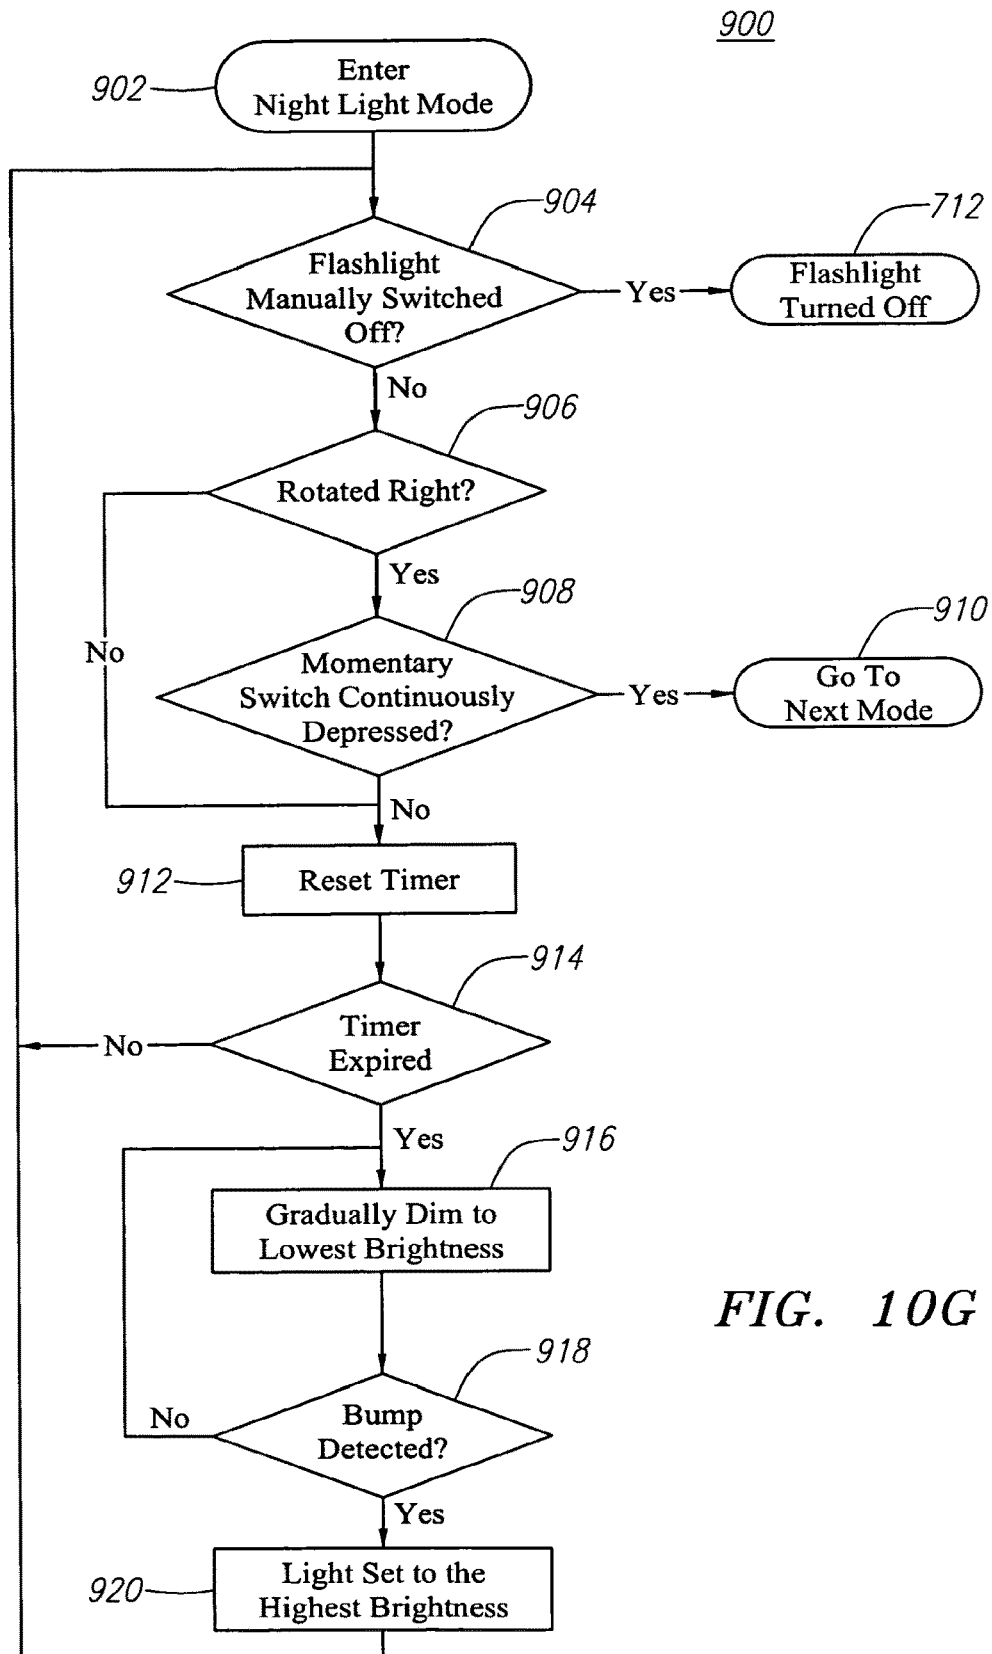 900
902
Enter
Night Light Mode
904
712
Flashlight
Manually Switched
Off?
Yes
Flashlight
Turned Off
No
906
Rotated Right?
Yes
908
910
No
Momentary
Switch Continuously
Depressed?
Yes
Go To
Next Mode
No
912
Reset Timer
914
Timer
Expired
No
Yes
916
Gradually Dim to
Lowest Brightness
FIG. 10G
918
Bump
Detected?
No
Yes
920
Light Set to the
Highest Brightness